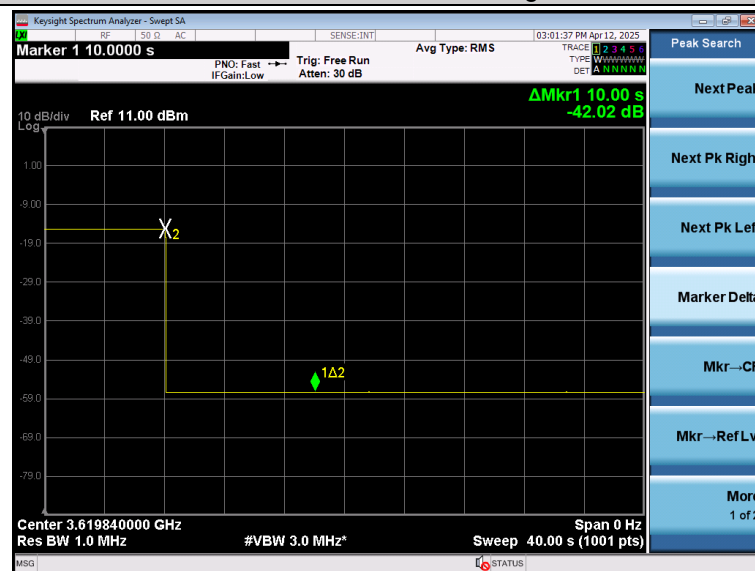 Keysight Spectrum Analyzer - Swept SA
LXI RF 50 Ω AC SENSE:INT 03:01:37 PM Apr 12, 2025
Marker 1 10.0000 s
Avg Type: RMS
TRACE 1 2 3 4 5 6
TYPE WWWWWW
DET A N N N N N
PNO: Fast
IFGain:Low
Trig: Free Run
Atten: 30 dB
ΔMkr1 10.00 s
-42.02 dB
10 dB/div Ref 11.00 dBm
Log
1.00
-9.00
-19.0
-29.0
-39.0
-49.0
-59.0
-69.0
-79.0
2
1Δ2
Center 3.619840000 GHz Span 0 Hz
Res BW 1.0 MHz #VBW 3.0 MHz* Sweep 40.00 s (1001 pts)
MSG STATUS
Peak Search
Next Peak
Next Pk Righ
Next Pk Lef
Marker Delta
Mkr→CF
Mkr→Ref Lv
More
1 of 2